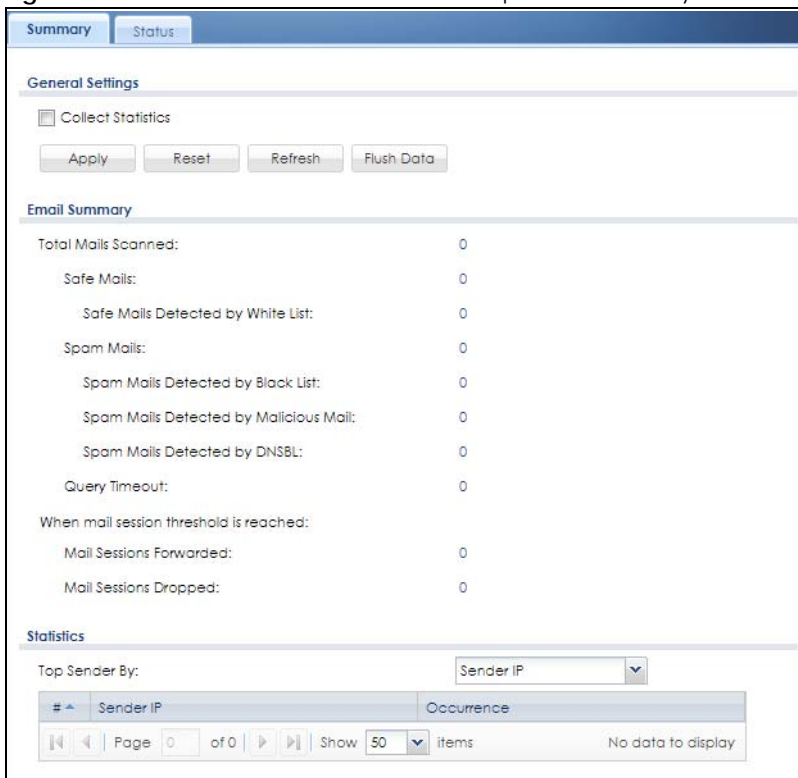 Summary Status
General Settings
Collect Statistics
Apply Reset Refresh Flush Data
Email Summary
Total Mails Scanned: 0
Safe Mails: 0
Safe Mails Detected by White List: 0
Spam Mails: 0
Spam Mails Detected by Black List: 0
Spam Mails Detected by Malicious Mail: 0
Spam Mails Detected by DNSBL: 0
Query Timeout: 0
When mail session threshold is reached:
Mail Sessions Forwarded: 0
Mail Sessions Dropped: 0
Statistics
Top Sender By: Sender IP
# Sender IP Occurrence
Page 0 of 0 Show 50 items No data to display